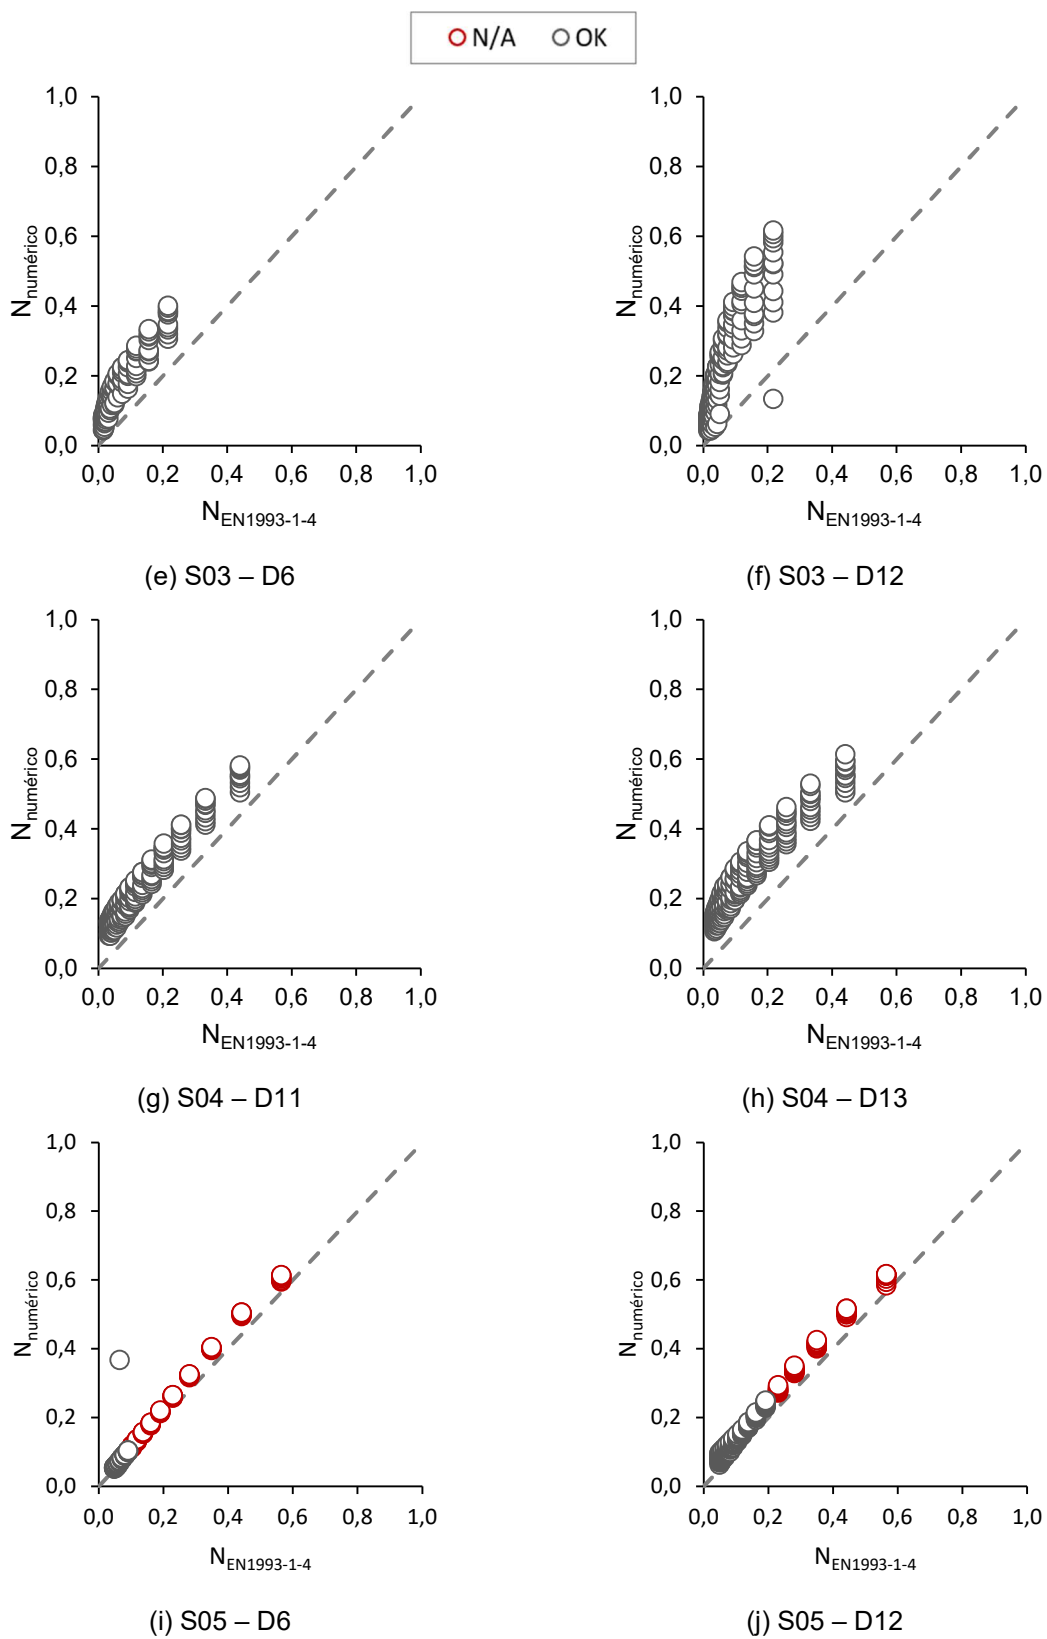 N/A OK
1,0 1,0
0,8 0,8
0,6 0,6
0,4 0,4
0,2 0,2
0,0 0,0
0,0 0,2 0,4 0,6 0,8 1,0 0,0 0,2 0,4 0,6 0,8 1,0
Nnumérico Nnumérico
NEN1993-1-4 NEN1993-1-4
(e) S03 – D6 (f) S03 – D12
1,0 1,0
0,8 0,8
0,6 0,6
0,4 0,4
0,2 0,2
0,0 0,0
0,0 0,2 0,4 0,6 0,8 1,0 0,0 0,2 0,4 0,6 0,8 1,0
Nnumérico Nnumérico
NEN1993-1-4 NEN1993-1-4
(g) S04 – D11 (h) S04 – D13
1,0 1,0
0,8 0,8
0,6 0,6
0,4 0,4
0,2 0,2
0,0 0,0
0,0 0,2 0,4 0,6 0,8 1,0 0,0 0,2 0,4 0,6 0,8 1,0
Nnumérico Nnumérico
NEN1993-1-4 NEN1993-1-4
(i) S05 – D6 (j) S05 – D12